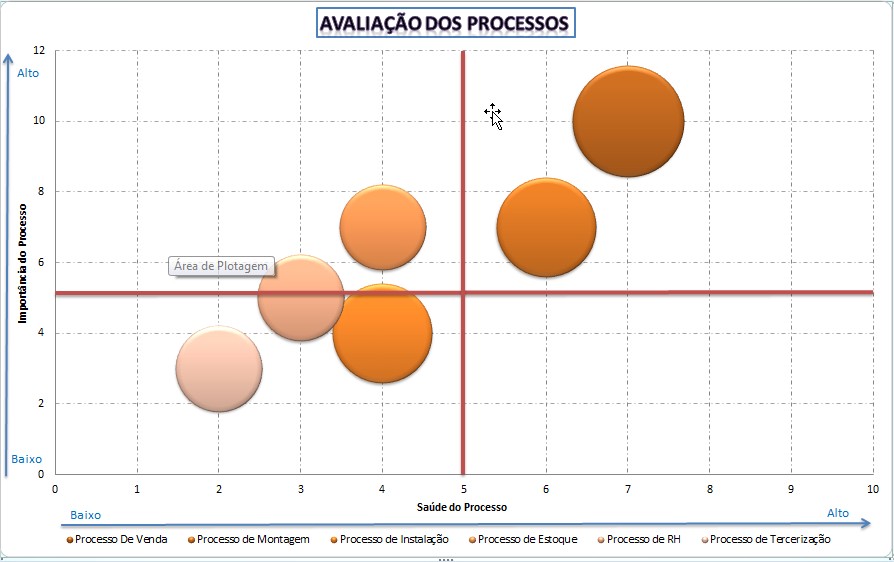 AVALIAÇÃO DOS PROCESSOS
12
Alto
10
8
Importância do Processo
6
Área de Plotagem
4
2
Baixo
0
0 1 2 3 4 5 6 7 8 9 10
Saúde do Processo
Baixo
Alto
Processo De Venda Processo de Montagem Processo de Instalação Processo de Estoque Processo de RH Processo de Tercerização